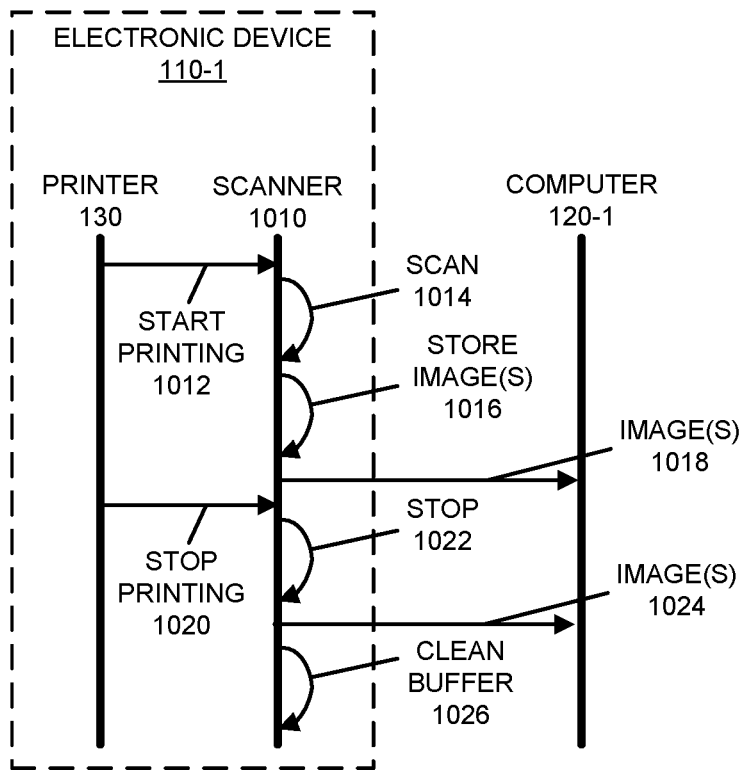 ELECTRONIC DEVICE
110-1
PRINTER
130
SCANNER
1010
COMPUTER
120-1
START
PRINTING
1012
SCAN
1014
STORE
IMAGE(S)
1016
IMAGE(S)
1018
STOP
PRINTING
1020
STOP
1022
IMAGE(S)
1024
CLEAN
BUFFER
1026